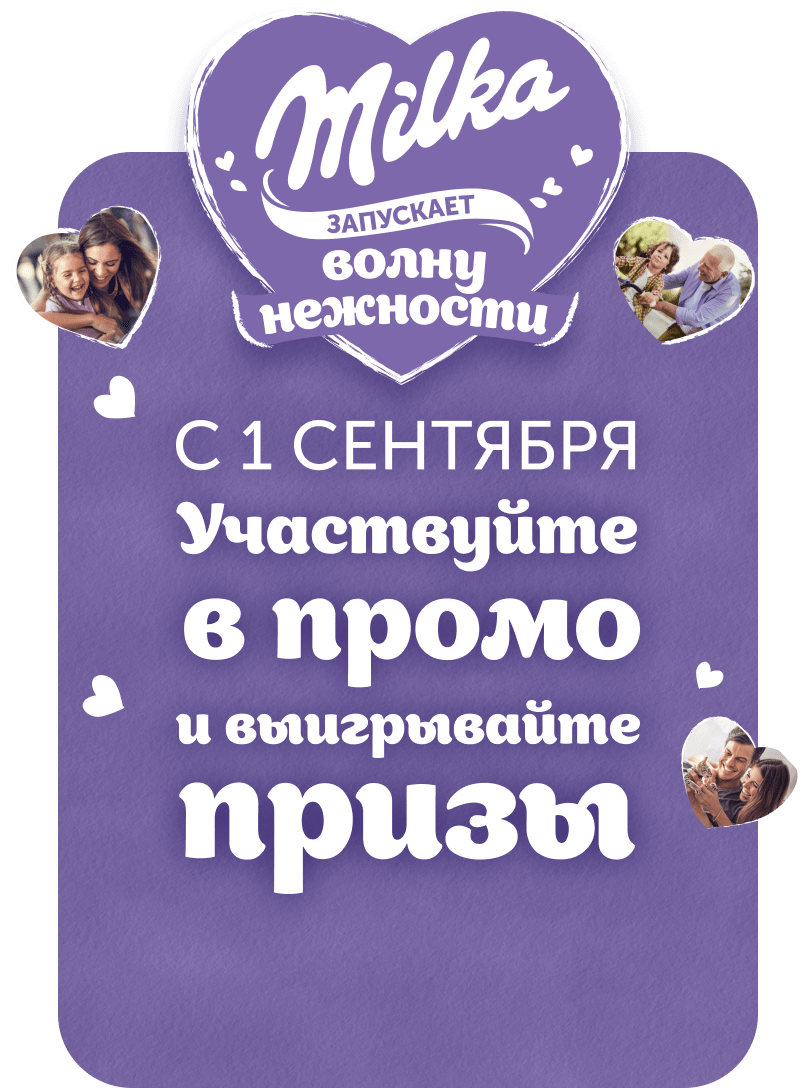 Milka
ЗАПУСКАЕТ
волну
нежности
С 1 СЕНТЯБРЯ
Участвуйте
в промо
и выигрывайте
призы